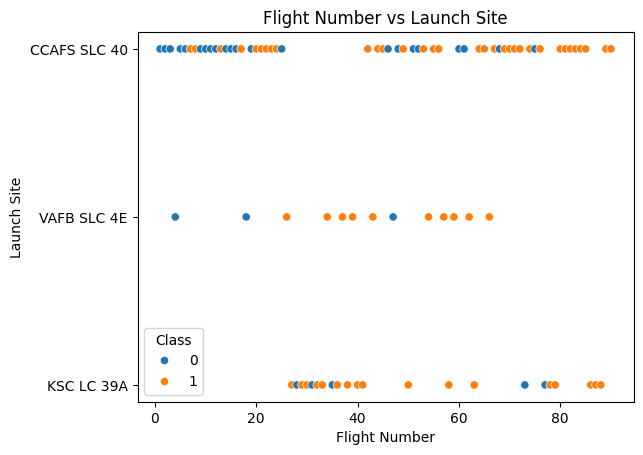 Flight Number vs Launch Site
CCAFS SLC 40
VAFB SLC 4E
KSC LC 39A
Launch Site
Class
0
1
0
20
40
60
80
Flight Number